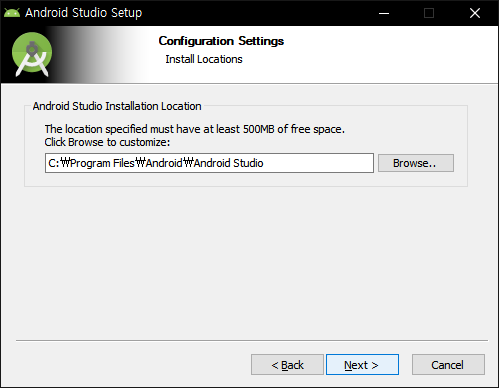 Android Studio Setup
Configuration Settings
Install Locations
Android Studio Installation Location
The location specified must have at least 500MB of free space.
Click Browse to customize:
C:₩Program Files₩Android₩Android Studio
Browse..
< Back
Next >
Cancel